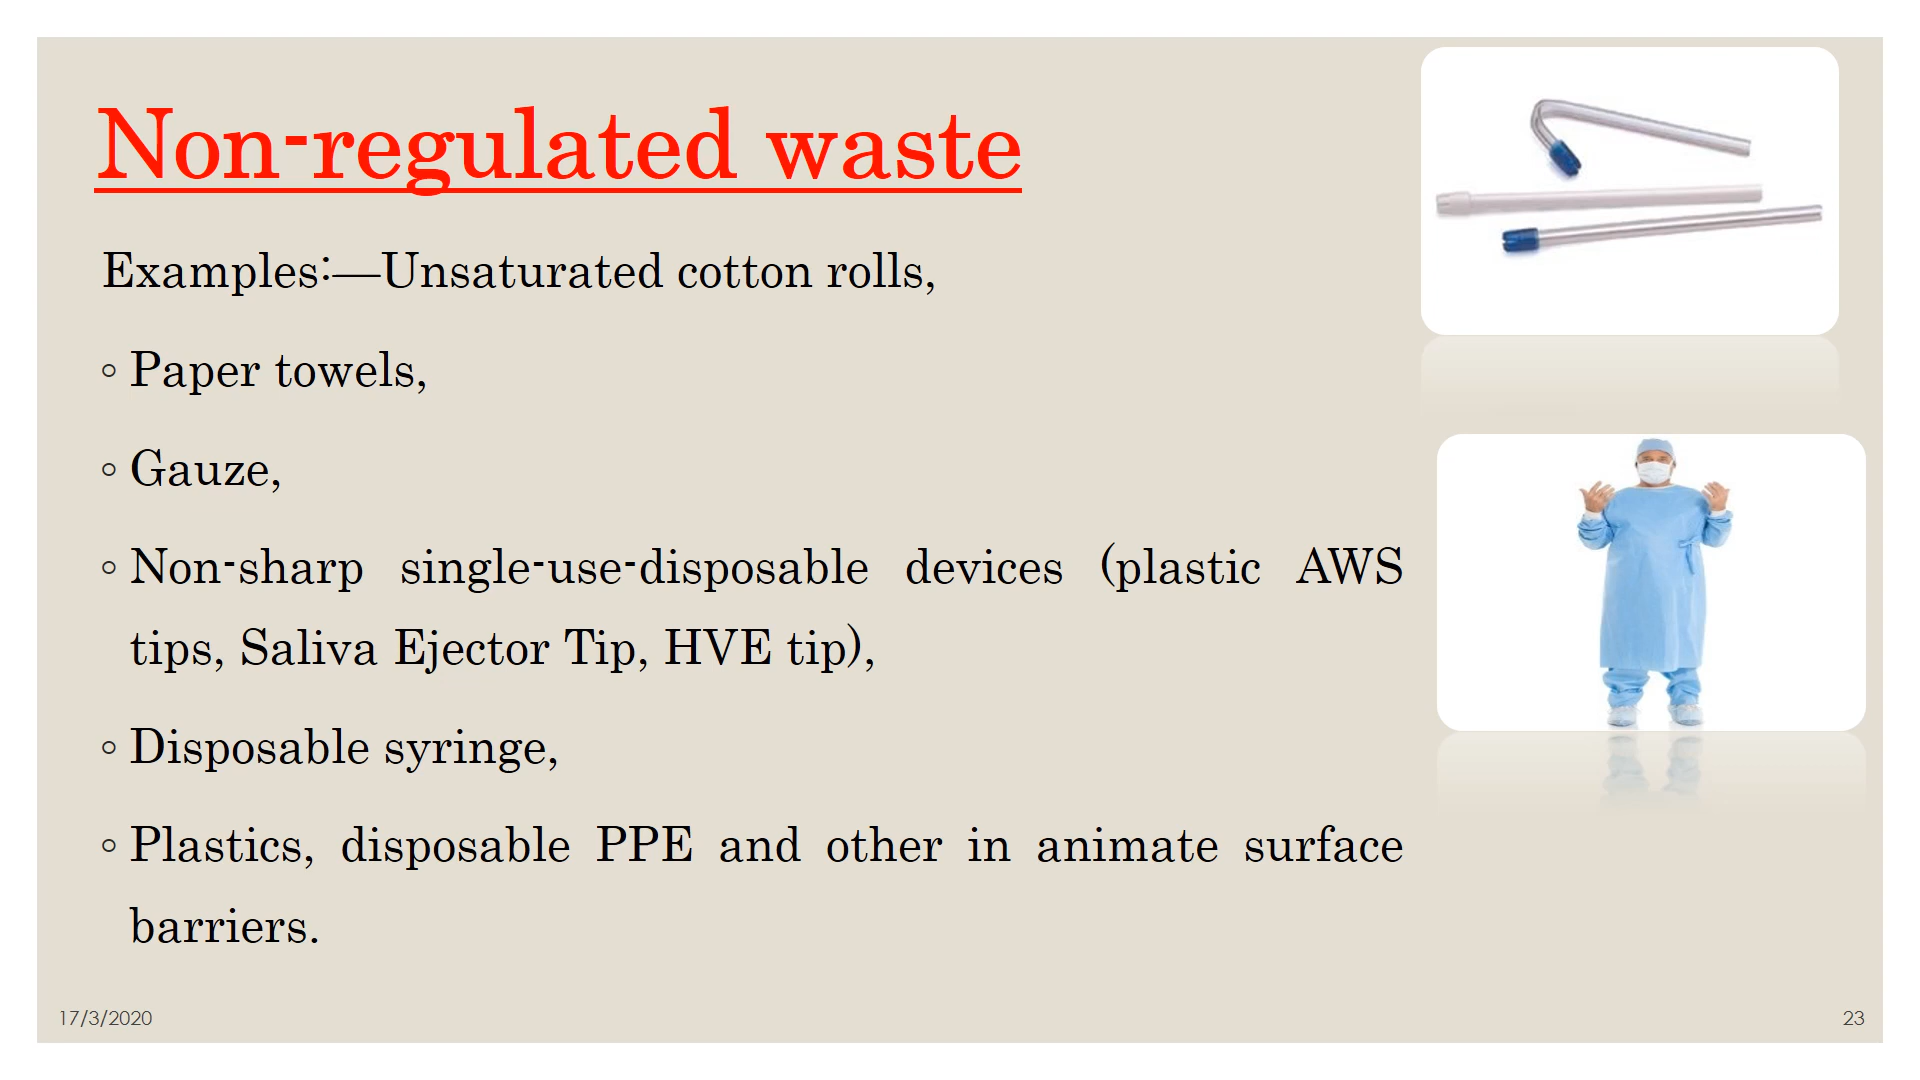 Non-regulated waste
Examples:—Unsaturated cotton rolls,
◦ Paper towels,
◦ Gauze,
◦ Non-sharp single-use-disposable devices (plastic AWS
tips, Saliva Ejector Tip, HVE tip),
◦ Disposable syringe,
◦ Plastics, disposable PPE and other in animate surface
barriers.
17/3/2020
23